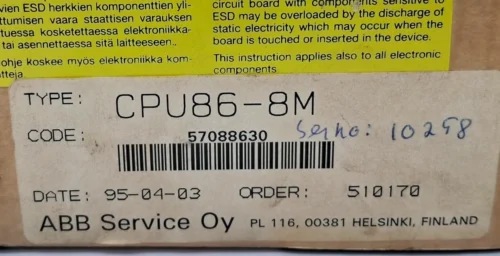 vien ESD herkkien komponenttien yli-
ttumisen vaara staattisen varauksen
tuessa koskettaessa elektroniikka-
tai asennettaessa sitä laitteeseen..
ohje koskee myös elektroniikka kom-
tteja.
circuit board with components sensitive to
ESD may be overloaded by the discharge of
static electricity which may occur when the
board is touched or inserted in the device.
This instruction applies also to all electronic
components
TYPE: CPU86-8M
CODE: 57088630 Serno: 10298
DATE: 95-04-03 ORDER: 510170
ABB Service Oy PL 116, 00381 HELSINKI, FINLAND